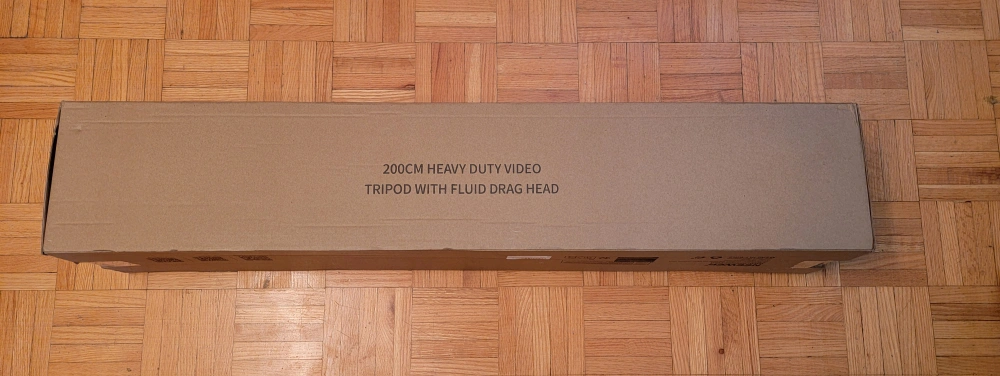 200CM HEAVY DUTY VIDEO
TRIPOD WITH FLUID DRAG HEAD